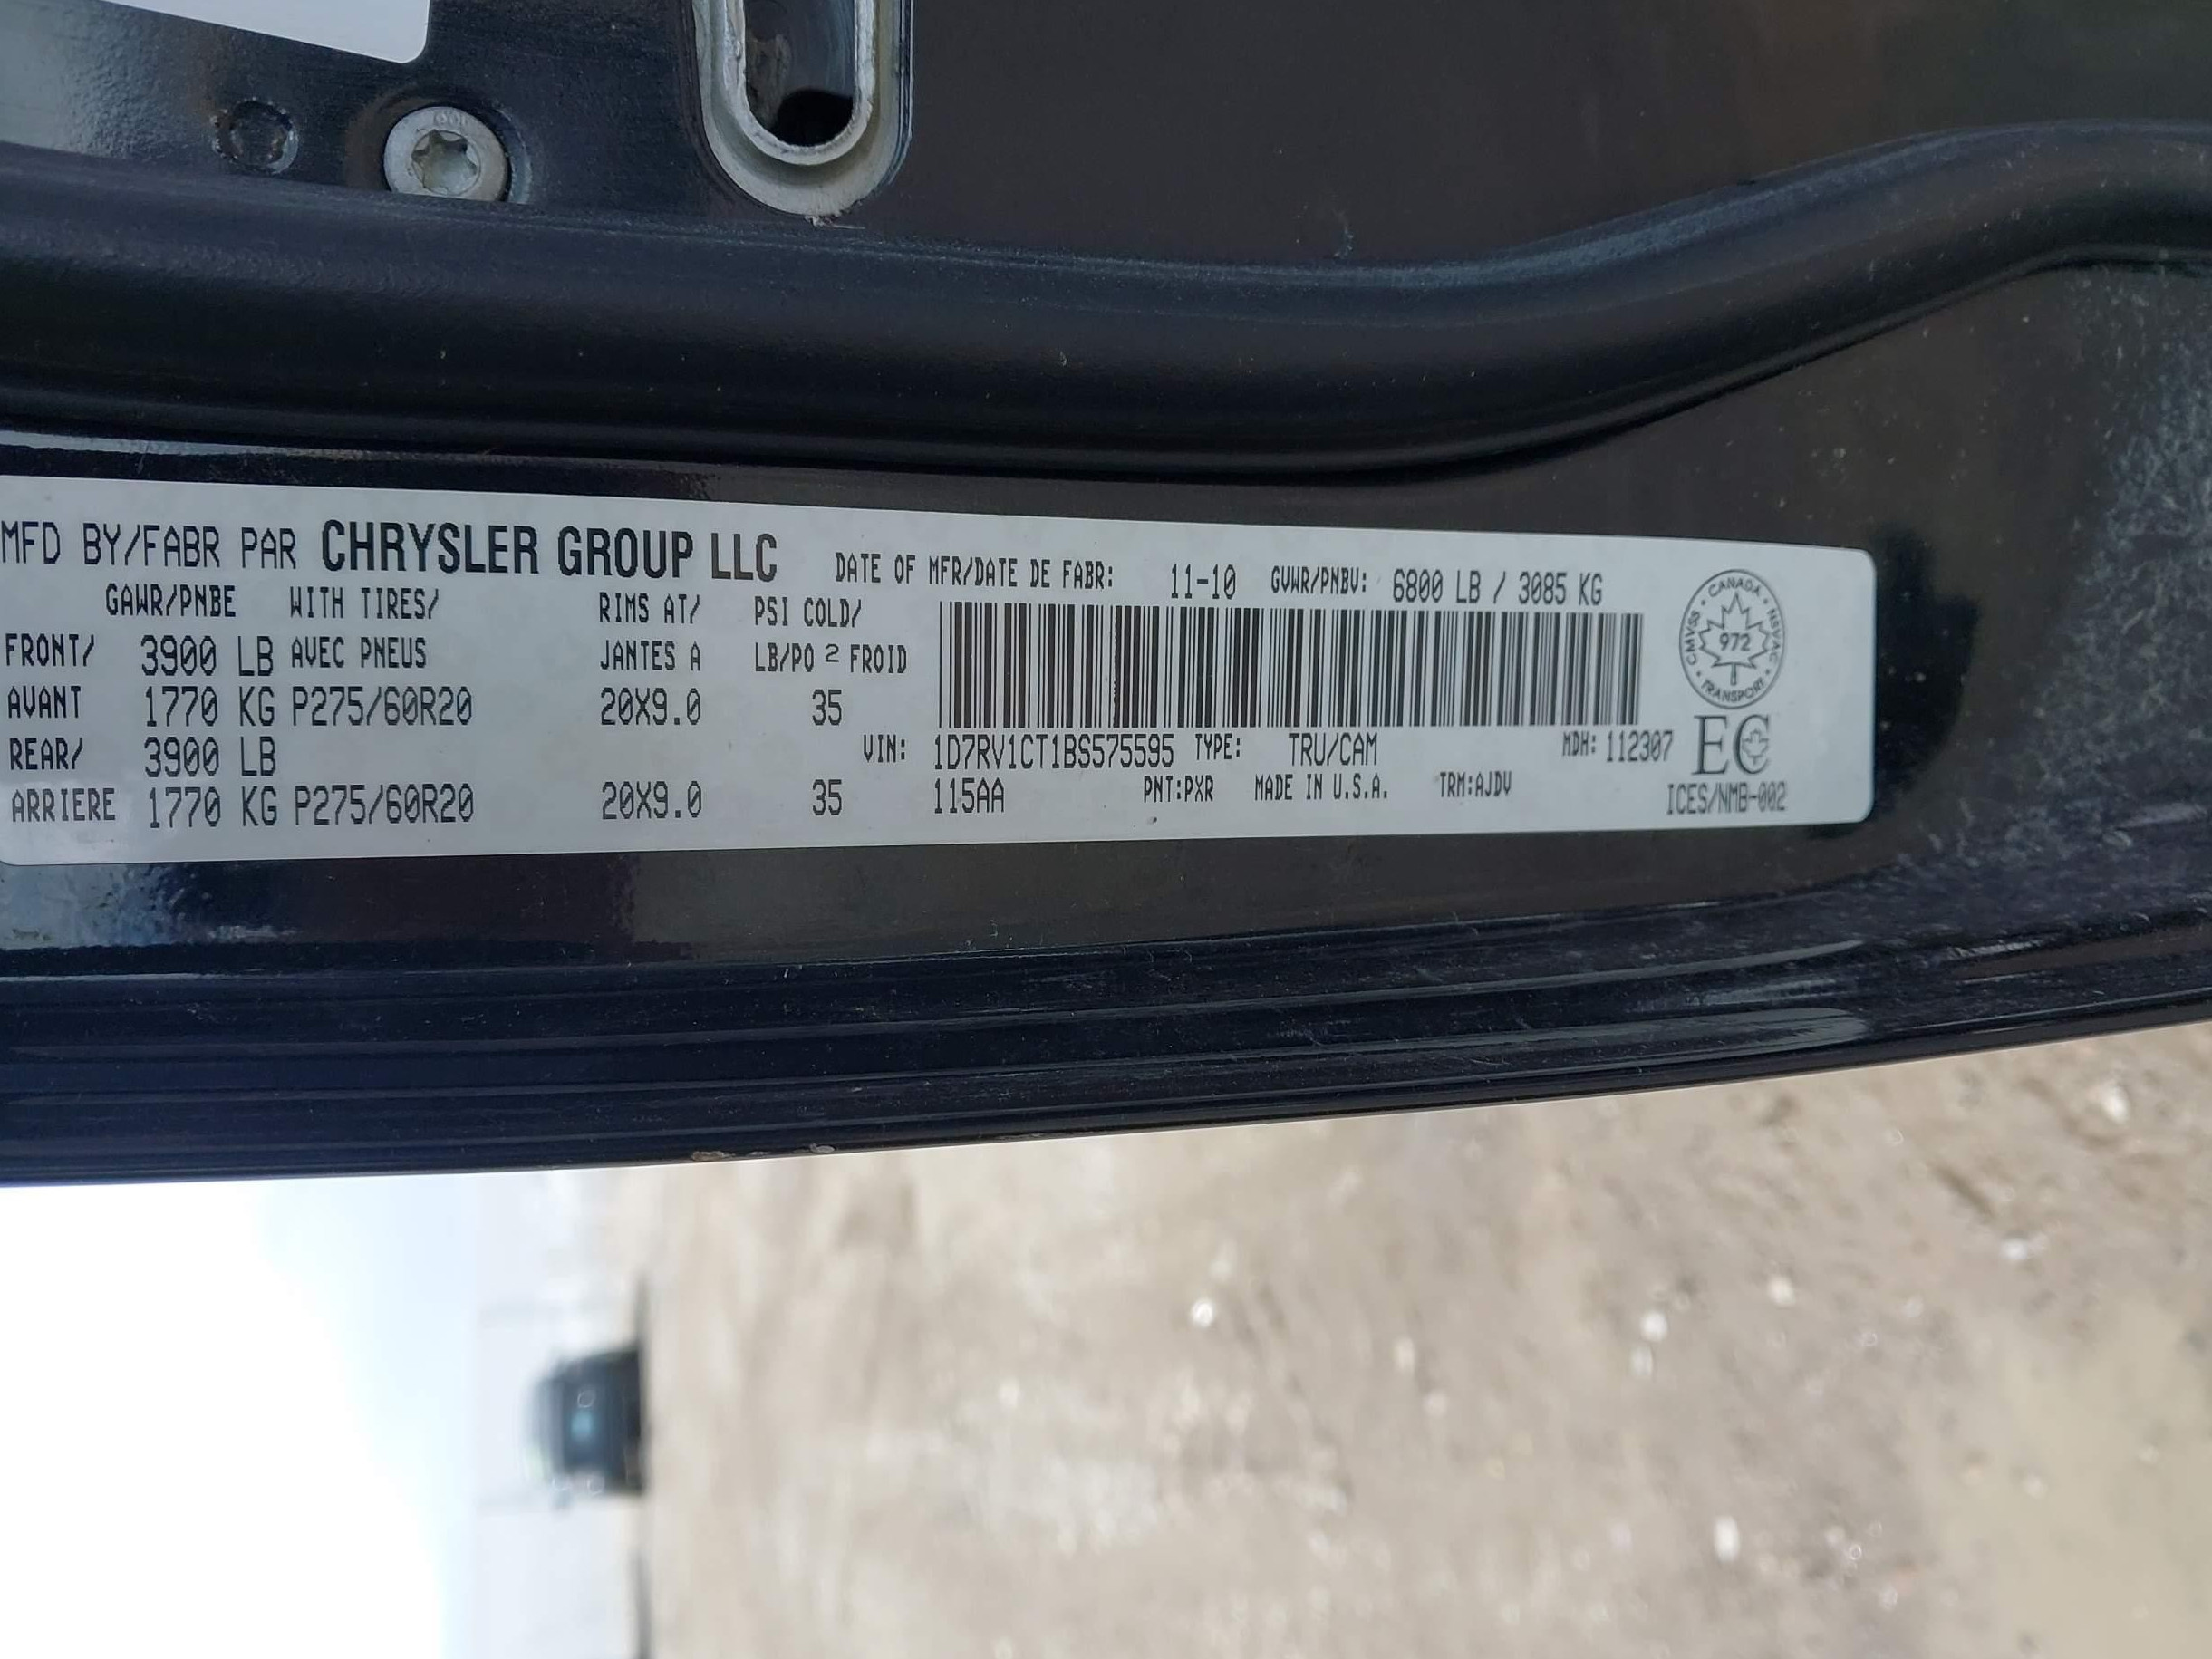 MFD BY/FABR PAR CHRYSLER GROUP LLC DATE OF MFR/DATE DE FABR: 11-10 GVWR/PNBV: 6800 LB / 3085 KG
GAWR/PNBE WITH TIRES/ RIMS AT/ PSI COLD/
FRONT/ 3900 LB AVEC PNEUS JANTES A LB/PO 2 FROID
AVANT 1770 KG P275/60R20 20X9.0 35
REAR/ 3900 LB VIN: 1D7RV1CT1BS575595 TYPE: TRU/CAM MDH: 112307
ARRIERE 1770 KG P275/60R20 20X9.0 35 115AA PNT:PXR MADE IN U.S.A. TRM:AJDV
CANADA • NSVAC • TRANSPORT • CMVSS •
972
EC
ICES/NMB-002